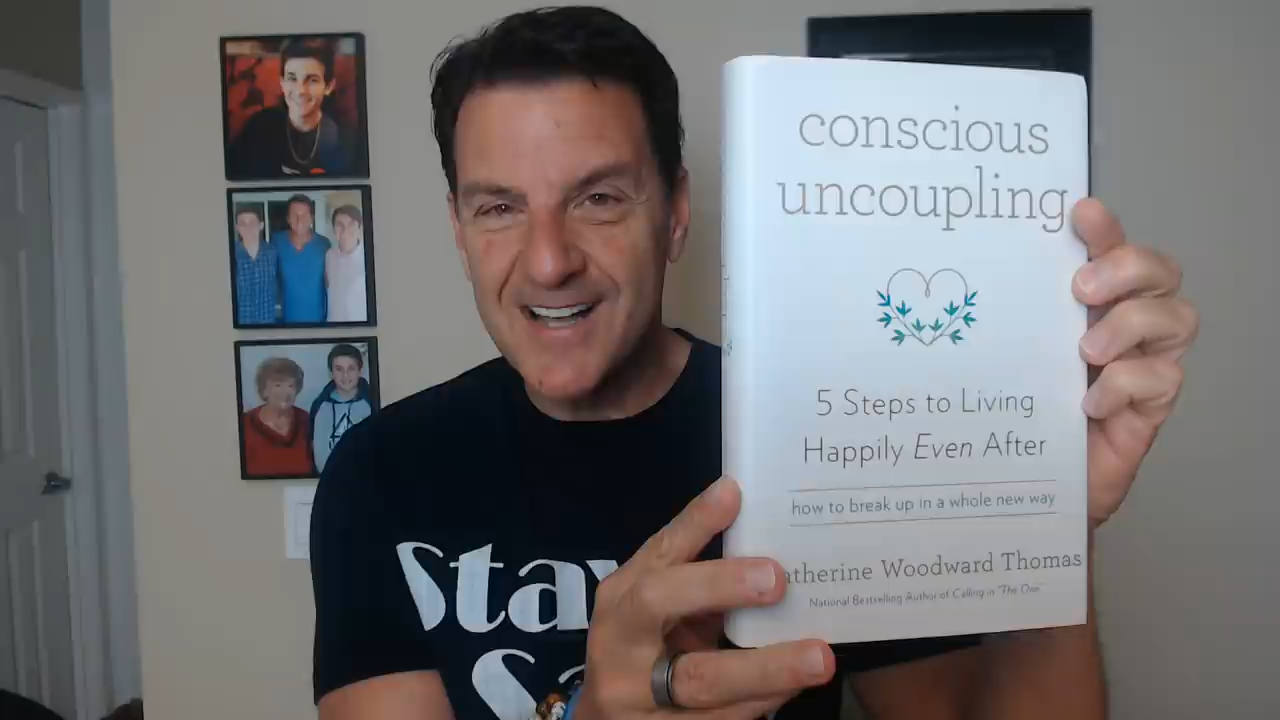 conscious
uncoupling
5 Steps to Living
Happily Even After
how to break up in a whole new way
atherine Woodward Thomas
National Bestselling Author of Calling in "The One"
Stay